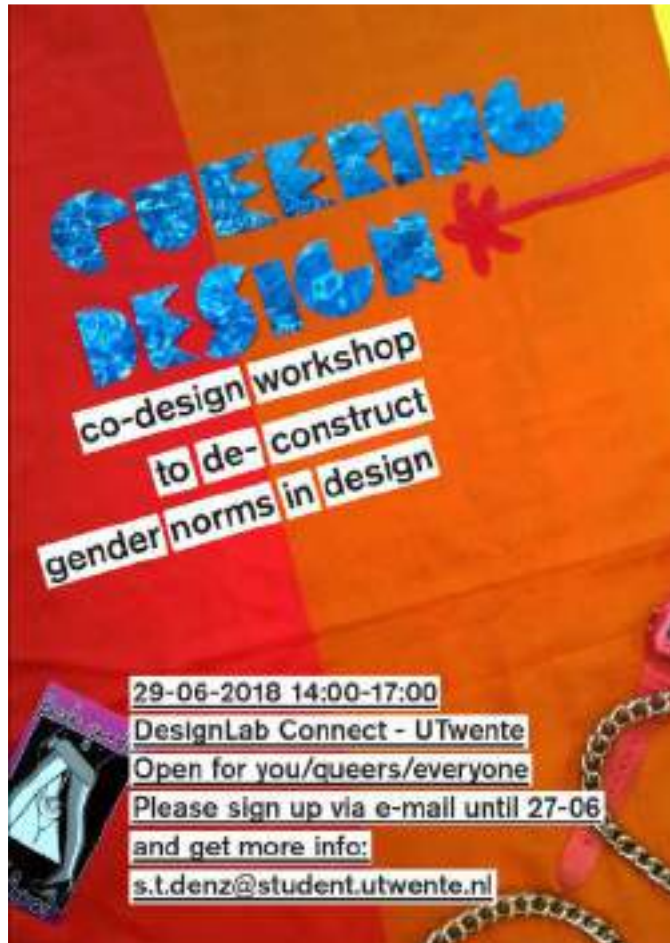 QUEERING
DESIGN*
co-design workshop
to de- construct
gender norms in design
29-06-2018 14:00-17:00
DesignLab Connect - UTwente
Open for you/queers/everyone
Please sign up via e-mail until 27-06
and get more info:
s.t.denz@student.utwente.nl